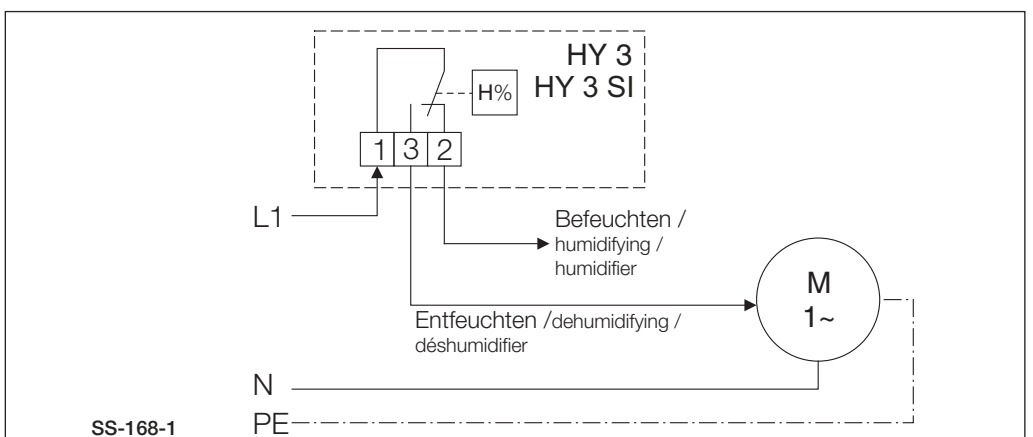 HY 3
HY 3 SI
H%
1 3 2
L1
Befeuchten /
humidifying /
humidifier
M
1~
Entfeuchten /dehumidifying /
déshumidifier
N
PE
SS-168-1